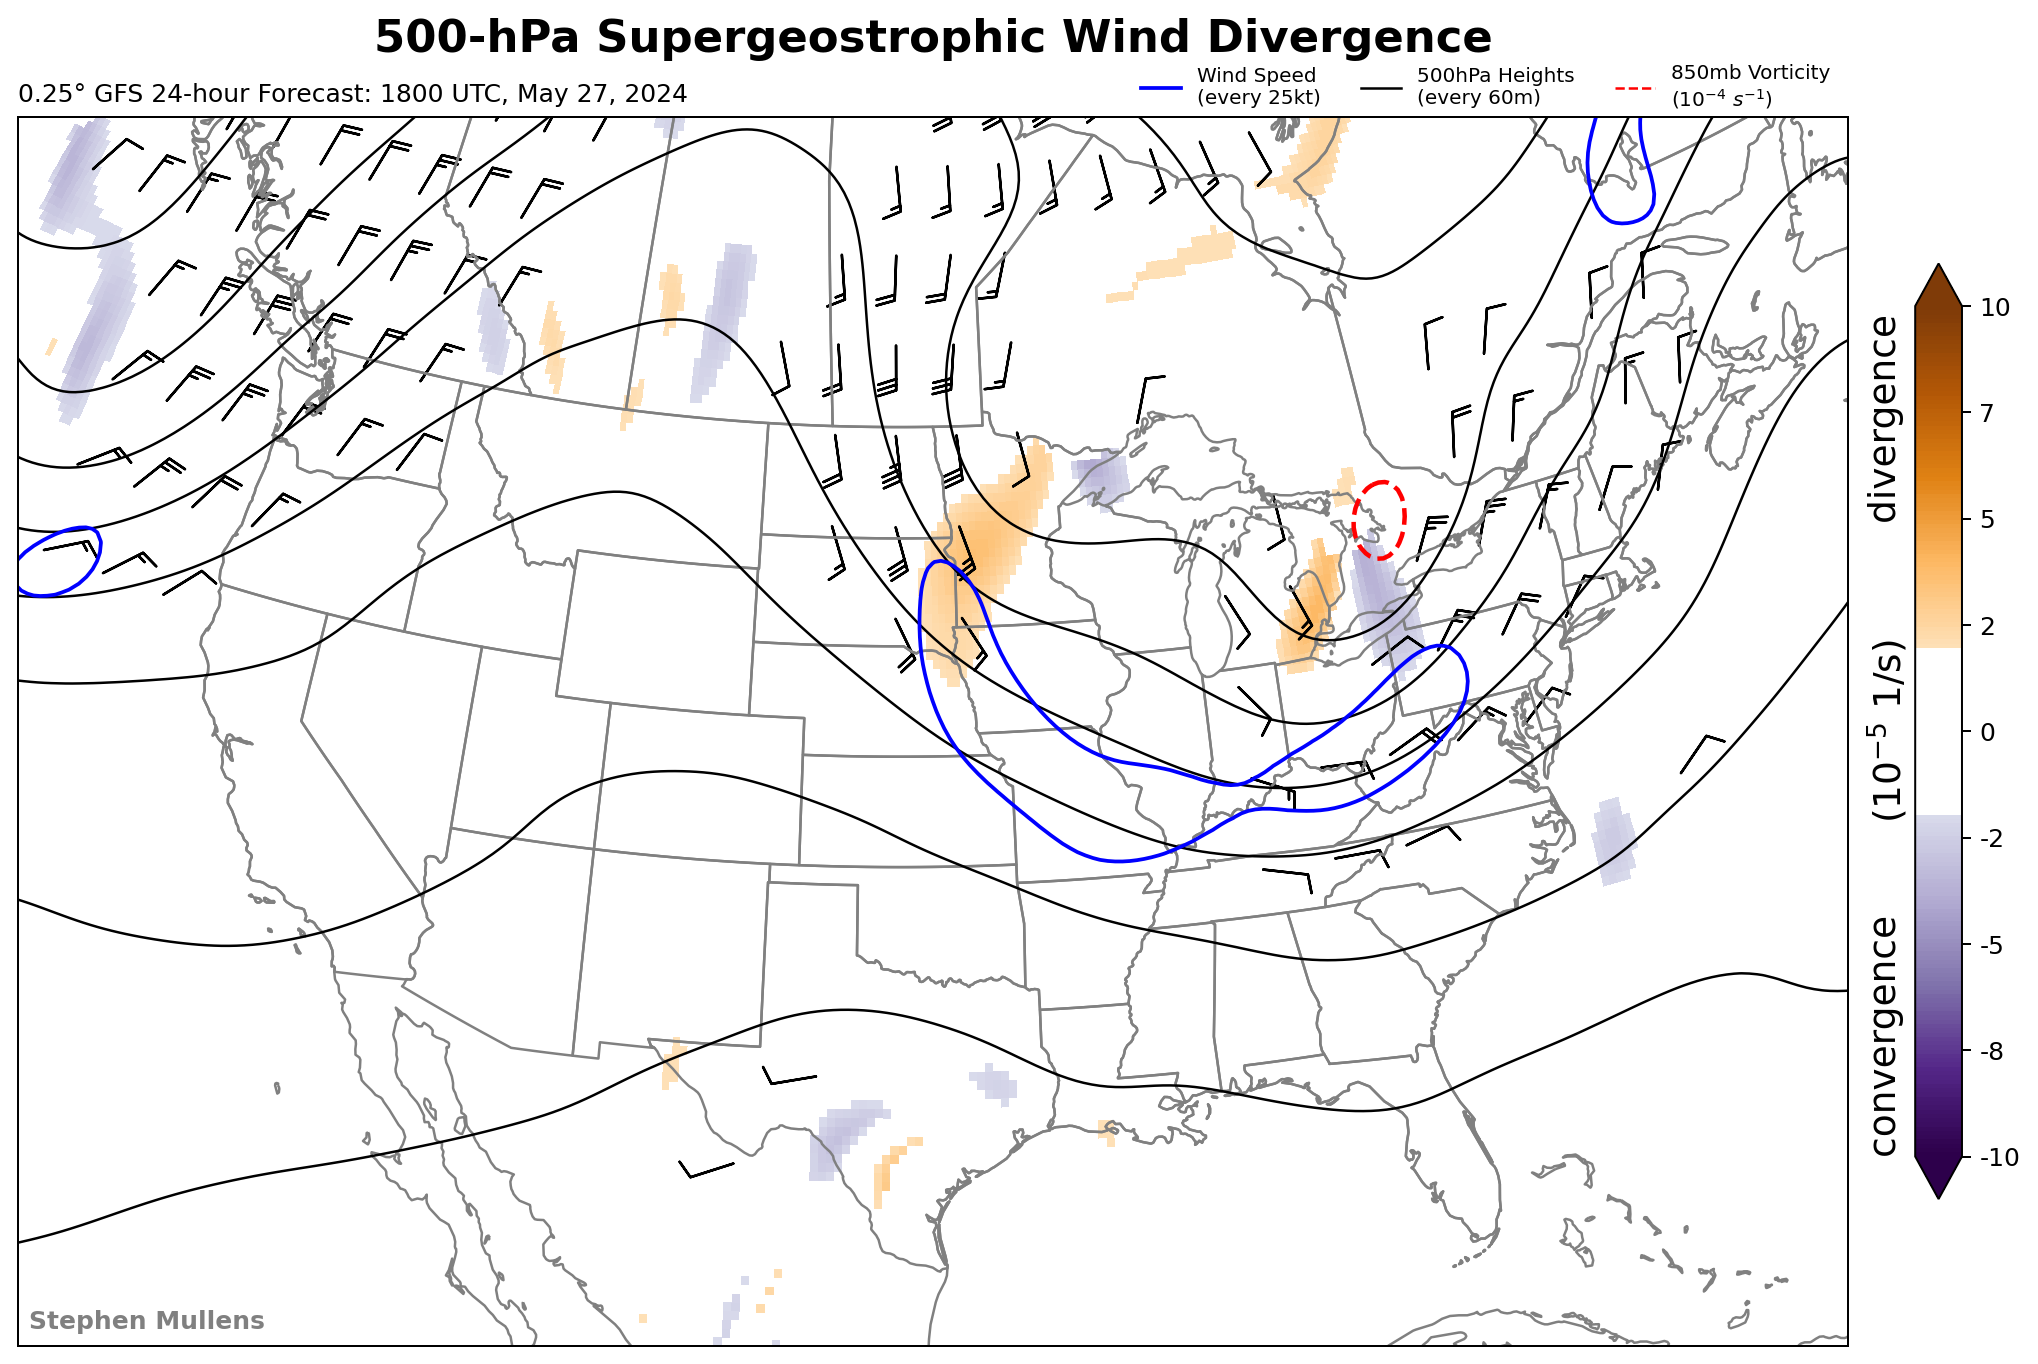 500-hPa Supergeostrophic Wind Divergence
0.25° GFS 24-hour Forecast: 1800 UTC, May 27, 2024
Wind Speed
(every 25kt)
500hPa Heights
(every 60m)
850mb Vorticity
(10⁻⁴ s⁻¹)
10
7
5
2
0
-2
-5
-8
-10
convergence (10⁻⁵ 1/s) divergence
Stephen Mullens